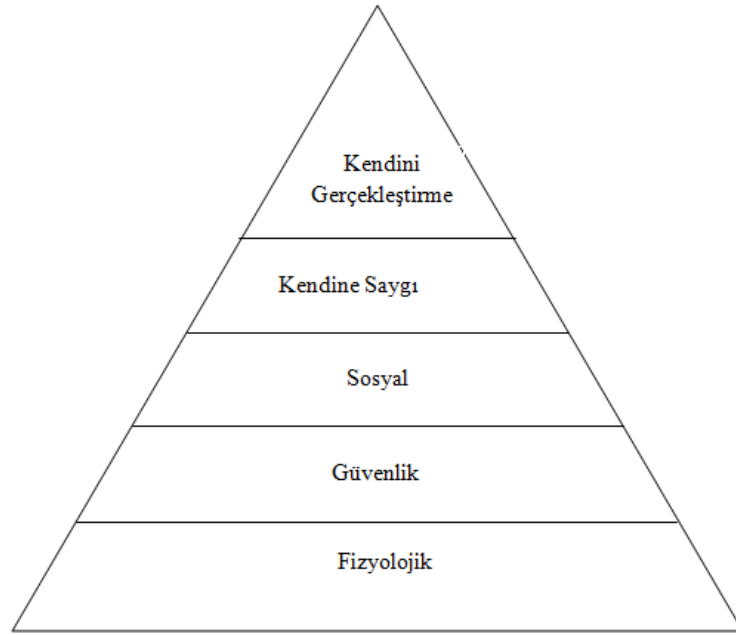 Kendini
Gerçekleştirme
Kendine Saygı
Sosyal
Güvenlik
Fizyolojik